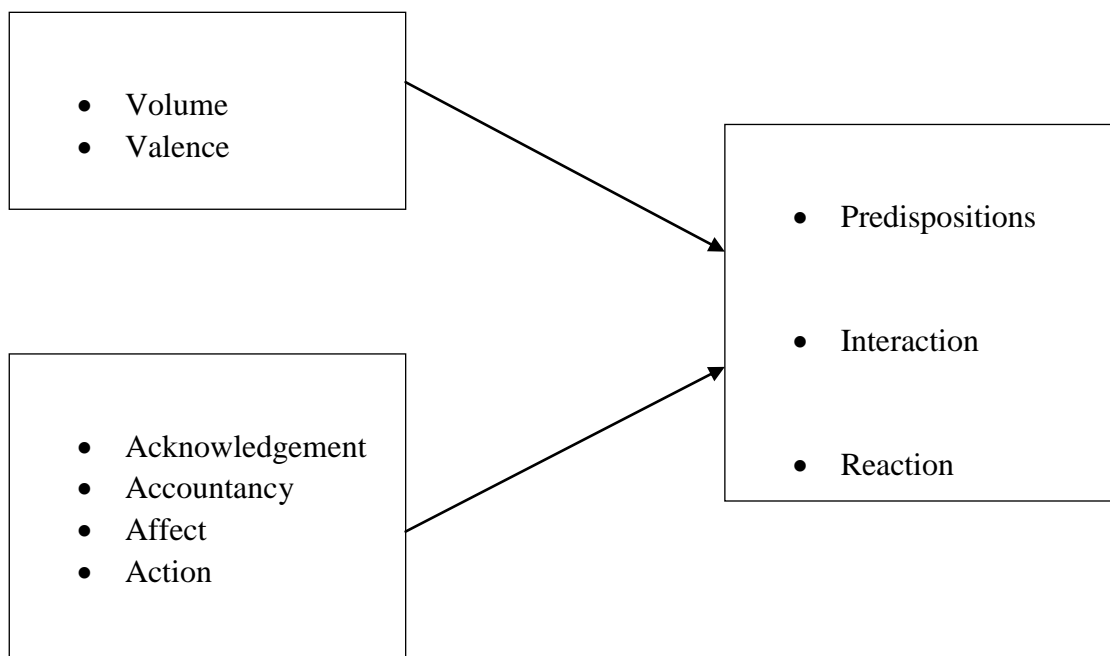 • Volume
• Valence
• Predispositions
• Interaction
• Reaction
• Acknowledgement
• Accountancy
• Affect
• Action